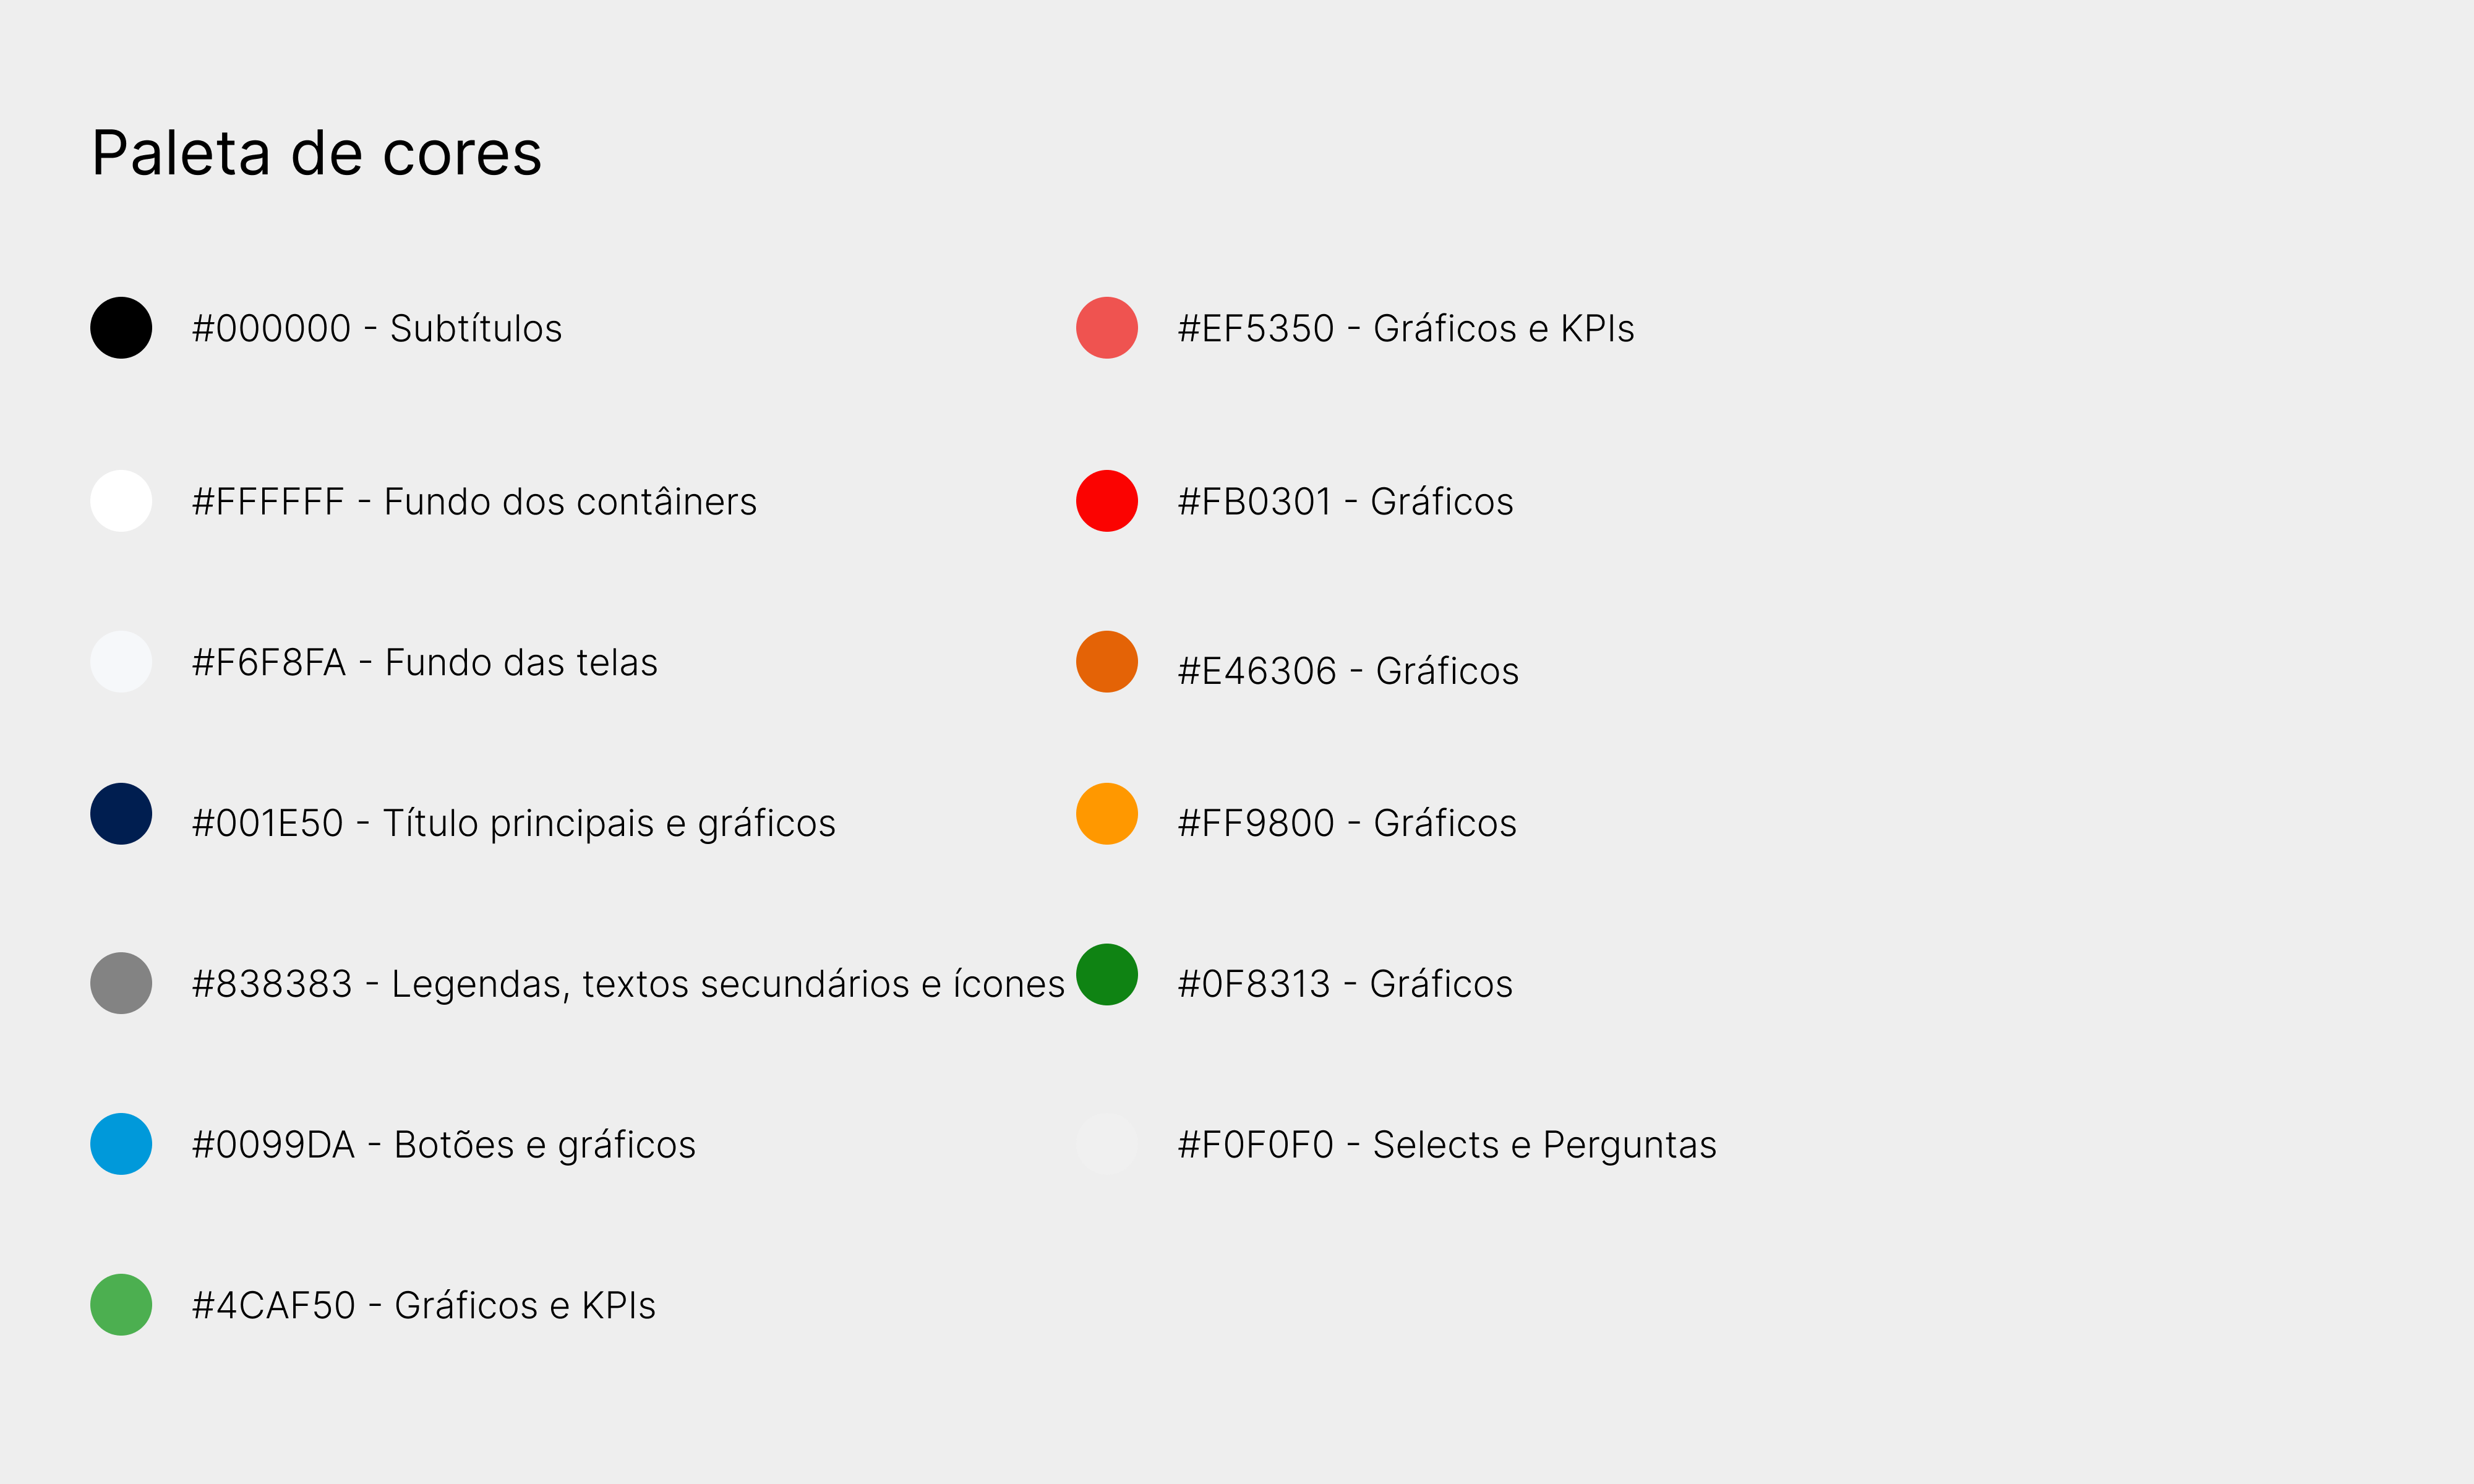 Paleta de cores
#000000 - Subtítulos
#FFFFFF - Fundo dos contâiners
#F6F8FA - Fundo das telas
#001E50 - Título principais e gráficos
#838383 - Legendas, textos secundários e ícones
#0099DA - Botões e gráficos
#4CAF50 - Gráficos e KPIs
#EF5350 - Gráficos e KPIs
#FB0301 - Gráficos
#E46306 - Gráficos
#FF9800 - Gráficos
#0F8313 - Gráficos
#F0F0F0 - Selects e Perguntas